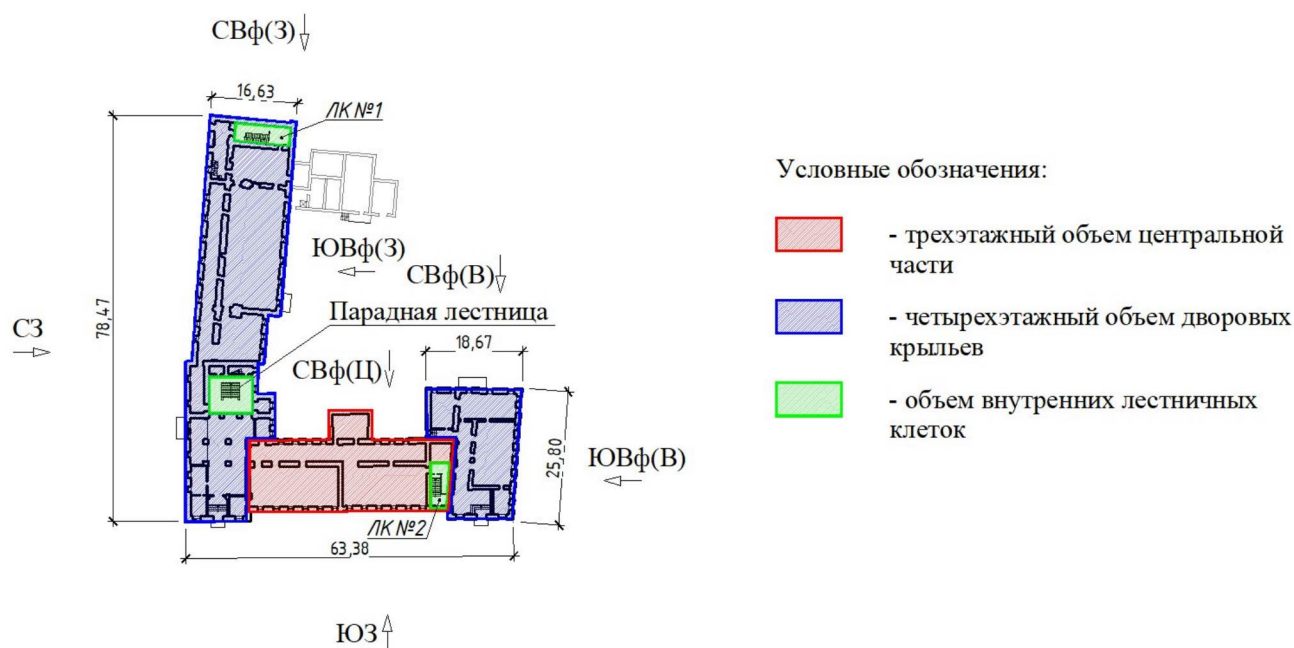 СВф(З)
16,63
ЛК №1
ЮВф(З)
СВф(В)
78,47
Парадная лестница
СЗ
18,67
СВф(Ц)
25,80
ЮВф(В)
ЛК №2
63,38
ЮЗ
Условные обозначения:
- трехэтажный объем центральной
части
- четырехэтажный объем дворовых
крыльев
- объем внутренних лестничных
клеток